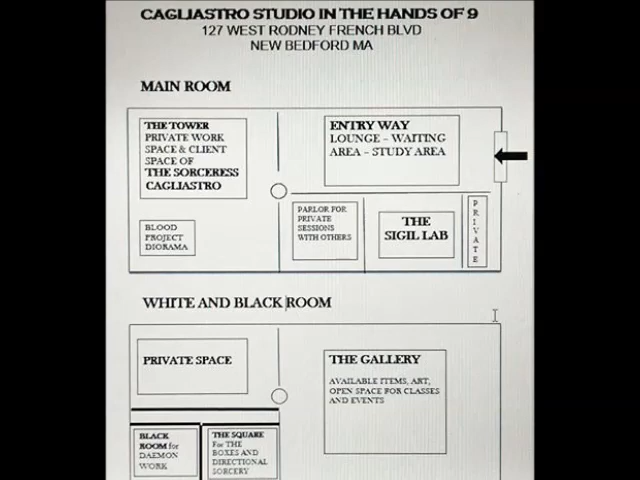 CAGLIASTRO STUDIO IN THE HANDS OF 9
127 WEST RODNEY FRENCH BLVD
NEW BEDFORD MA
MAIN ROOM
THE TOWER
PRIVATE WORK
SPACE & CLIENT
SPACE OF
THE SORCERESS
CAGLIASTRO
ENTRY WAY
LOUNGE – WAITING
AREA – STUDY AREA
BLOOD
PROJECT
DIORAMA
PARLOR FOR
PRIVATE
SESSIONS
WITH OTHERS
THE
SIGIL LAB
PRIVATE
WHITE AND BLACK ROOM
PRIVATE SPACE
THE GALLERY
AVAILABLE ITEMS, ART,
OPEN SPACE FOR CLASSES
AND EVENTS
BLACK
ROOM for
DAEMON
WORK
THE SQUARE
For THE
BOXES AND
DIRECTIONAL
SORCERY